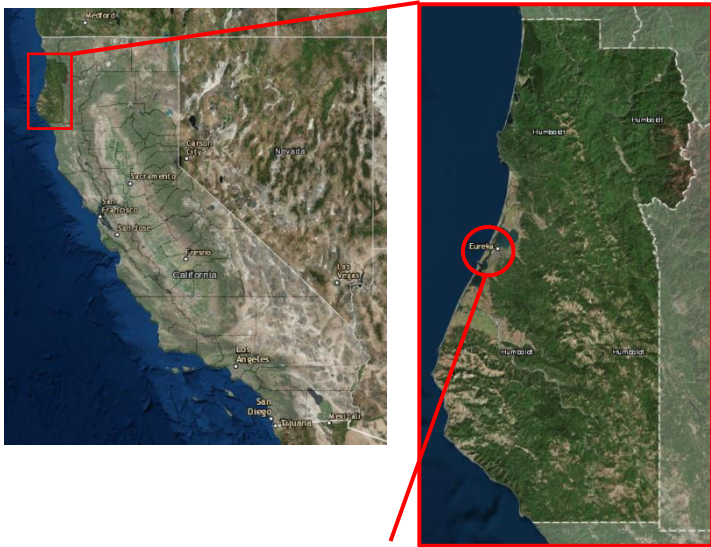 Medford
Carson
City
Nevada
Sacramento
San
Francisco
San Jose
Fresno
Las
Vegas
California
Los
Angeles
San
Diego
Tijuana
Mexicali
Humboldt
Humboldt
Eureka
Humboldt
Humboldt